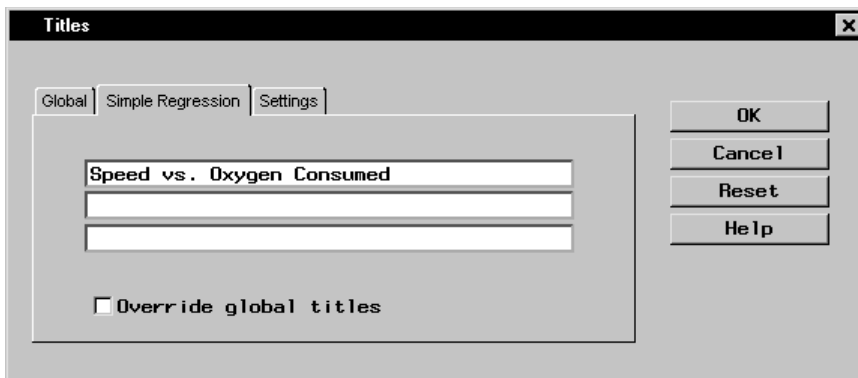 Titles
Global Simple Regression Settings
OK
Cancel
Reset
Help
Speed vs. Oxygen Consumed
Override global titles